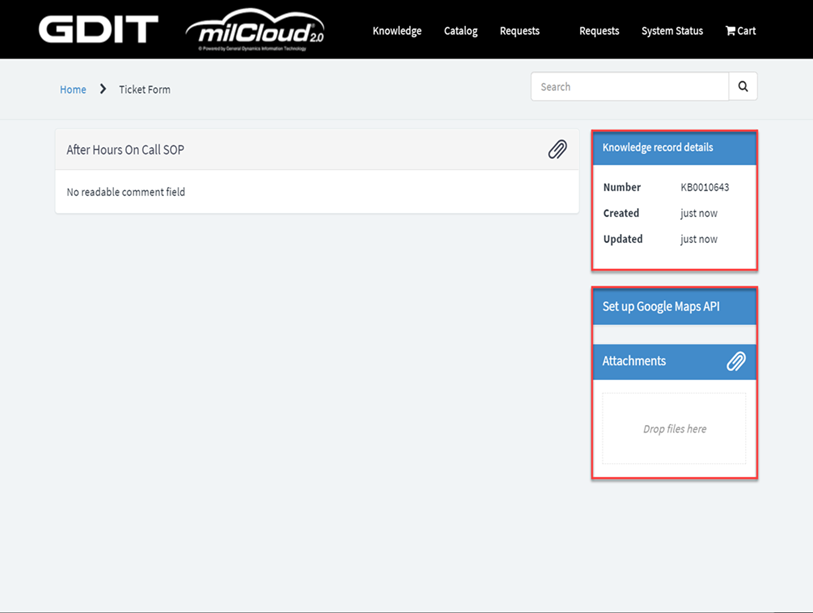 GDIT
milCloud 2.0
© Powered by General Dynamics Information Technology
Knowledge Catalog Requests Requests System Status Cart
Home Ticket Form
Search
After Hours On Call SOP
No readable comment field
Knowledge record details
Number KB0010643
Created just now
Updated just now
Set up Google Maps API
Attachments
Drop files here